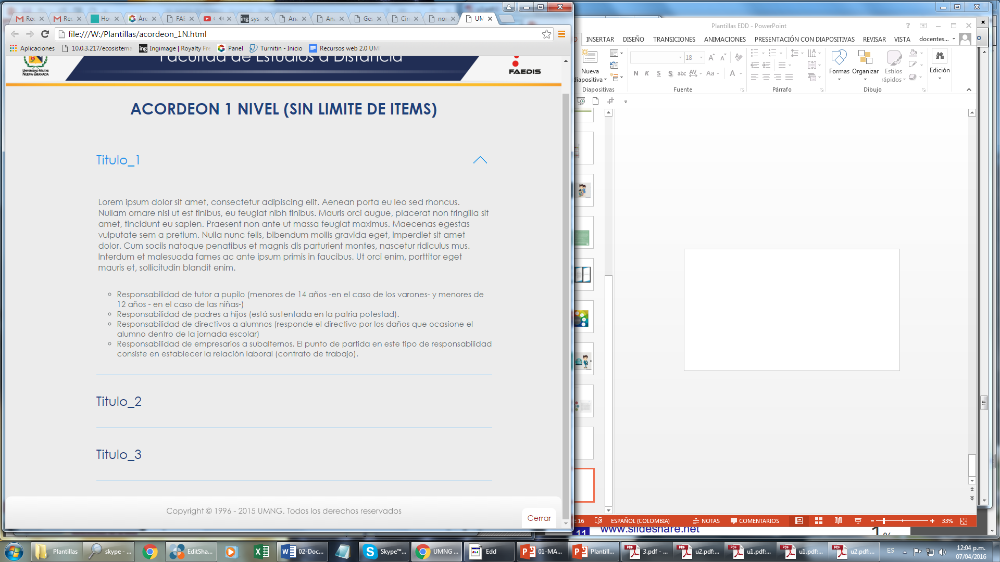 Rec
Rec
Ho
Áre
FAE
sys
Ana
Ana
Ges
Cir
no
UM
file:///W:/Plantillas/acordeon_1N.html
Aplicaciones
10.0.3.217/ecosistema
Ingimage | Royalty Fre
Panel
Turnitin - Inicio
Recursos web 2.0 UM
Facultad de Estudios a Distancia
UNIVERSIDAD MILITAR
NUEVA GRANADA
FAEDIS
ACORDEON 1 NIVEL (SIN LIMITE DE ITEMS)
Titulo_1
Lorem ipsum dolor sit amet, consectetur adipiscing elit. Aenean porta eu leo sed rhoncus.
Nullam ornare nisi ut est finibus, eu feugiat nibh finibus. Mauris orci augue, placerat non fringilla sit
amet, tincidunt eu sapien. Praesent non ante ut massa feugiat maximus. Maecenas egestas
vulputate sem a pretium. Nulla nunc felis, bibendum mollis gravida eget, imperdiet sit amet
dolor. Cum sociis natoque penatibus et magnis dis parturient montes, nascetur ridiculus mus.
Interdum et malesuada fames ac ante ipsum primis in faucibus. Ut orci enim, porttitor eget
mauris et, sollicitudin blandit enim.
Responsabilidad de tutor a pupilo (menores de 14 años -en el caso de los varones- y menores de
12 años - en el caso de las niñas-)
Responsabilidad de padres a hijos (está sustentada en la patria potestad).
Responsabilidad de directivos a alumnos (responde el directivo por los daños que ocasione el
alumno dentro de la jornada escolar)
Responsabilidad de empresarios a subalternos. El punto de partida en este tipo de responsabilidad
consiste en establecer la relación laboral (contrato de trabajo).
Titulo_2
Titulo_3
Copyright © 1996 - 2015 UMNG. Todos los derechos reservados
Cerrar
Plantillas EDD - PowerPoint
INSERTAR DISEÑO TRANSICIONES ANIMACIONES PRESENTACIÓN CON DIAPOSITIVAS REVISAR VISTA docentes...
Nueva
diapositiva
Diapositivas
18
N K S S abc AV Aa A
Fuente
Párrafo
Formas
Organizar
Estilos
rápidos
Dibujo
Edición
E 16 ESPAÑOL (COLOMBIA) NOTAS COMENTARIOS 33%
11 www.slideshare.net 1 %
Plantillas
skype - ...
EditSha...
02-Doc...
Skype™...
UMNG ...
Edd
01-MA...
Plantill...
3.pdf - ...
u2.pdf:...
u1.pdf:...
u1.pdf:...
u2.pdf:...
ES
12:04 p.m.
07/04/2016